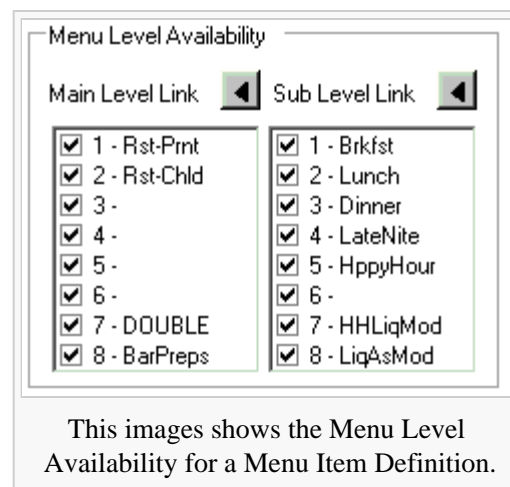 Menu Level Availability
Main Level Link
Sub Level Link
1 - Rst-Prnt
2 - Rst-Chld
3 -
4 -
5 -
6 -
7 - DOUBLE
8 - BarPreps
1 - Brkfst
2 - Lunch
3 - Dinner
4 - LateNite
5 - HppyHour
6 -
7 - HHLiqMod
8 - LiqAsMod
This images shows the Menu Level
Availability for a Menu Item Definition.